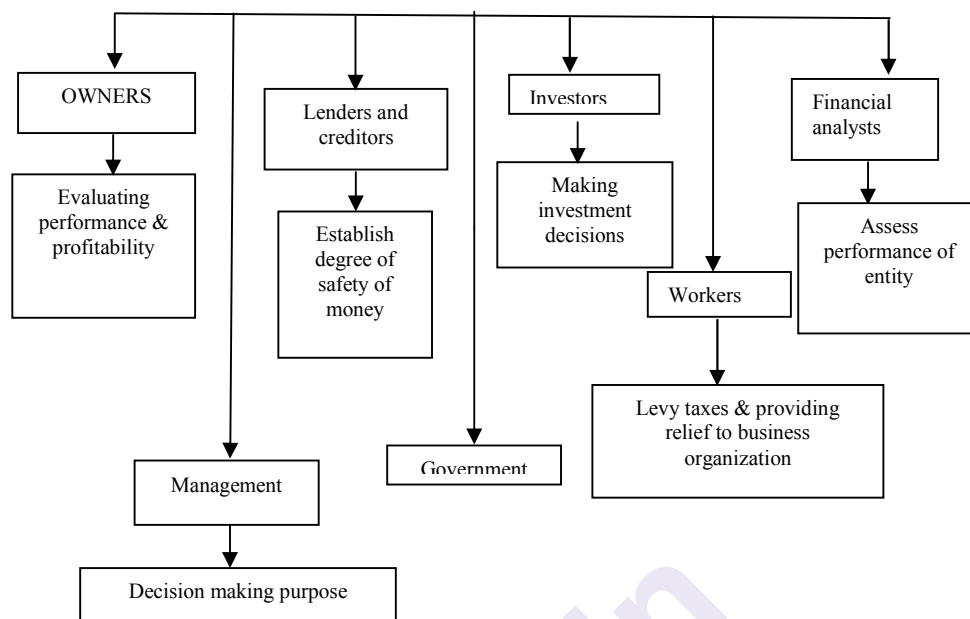 OWNERS
Evaluating
performance &
profitability
Lenders and
creditors
Establish
degree of
safety of
money
Investors
Making
investment
decisions
Financial
analysts
Assess
performance of
entity
Workers
Levy taxes & providing
relief to business
organization
Government
Management
Decision making purpose
in